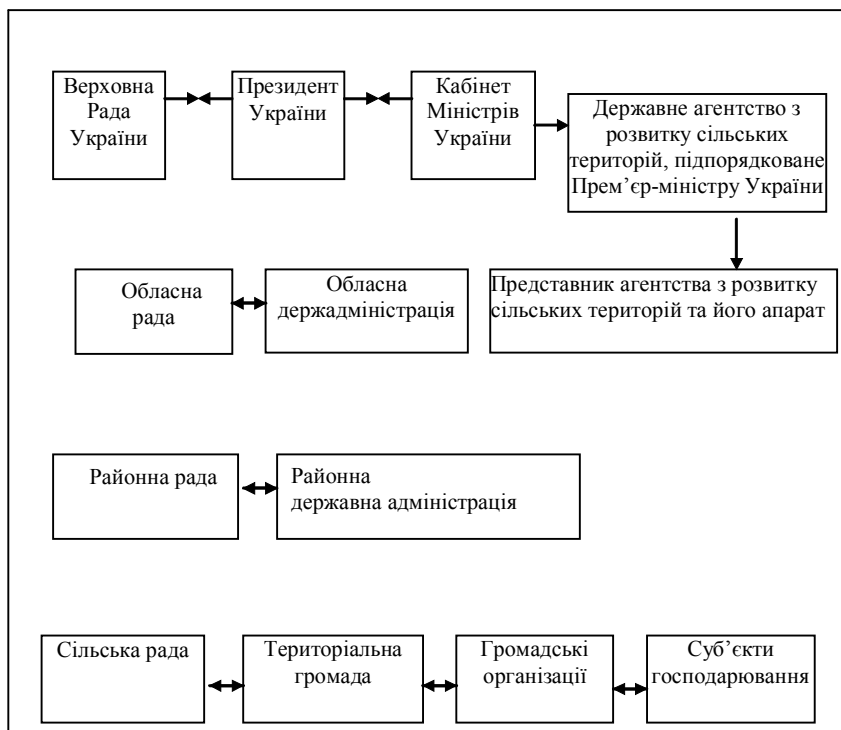 Верховна
Рада
України
Президент
України
Кабінет
Міністрів
України
Державне агентство з
розвитку сільських
територій, підпорядковане
Прем’єр-міністру України
Обласна
рада
Обласна
держадміністрація
Представник агентства з розвитку
сільських територій та його апарат
Районна рада
Районна
державна адміністрація
Сільська рада
Територіальна
громада
Громадські
організації
Суб’єкти
господарювання